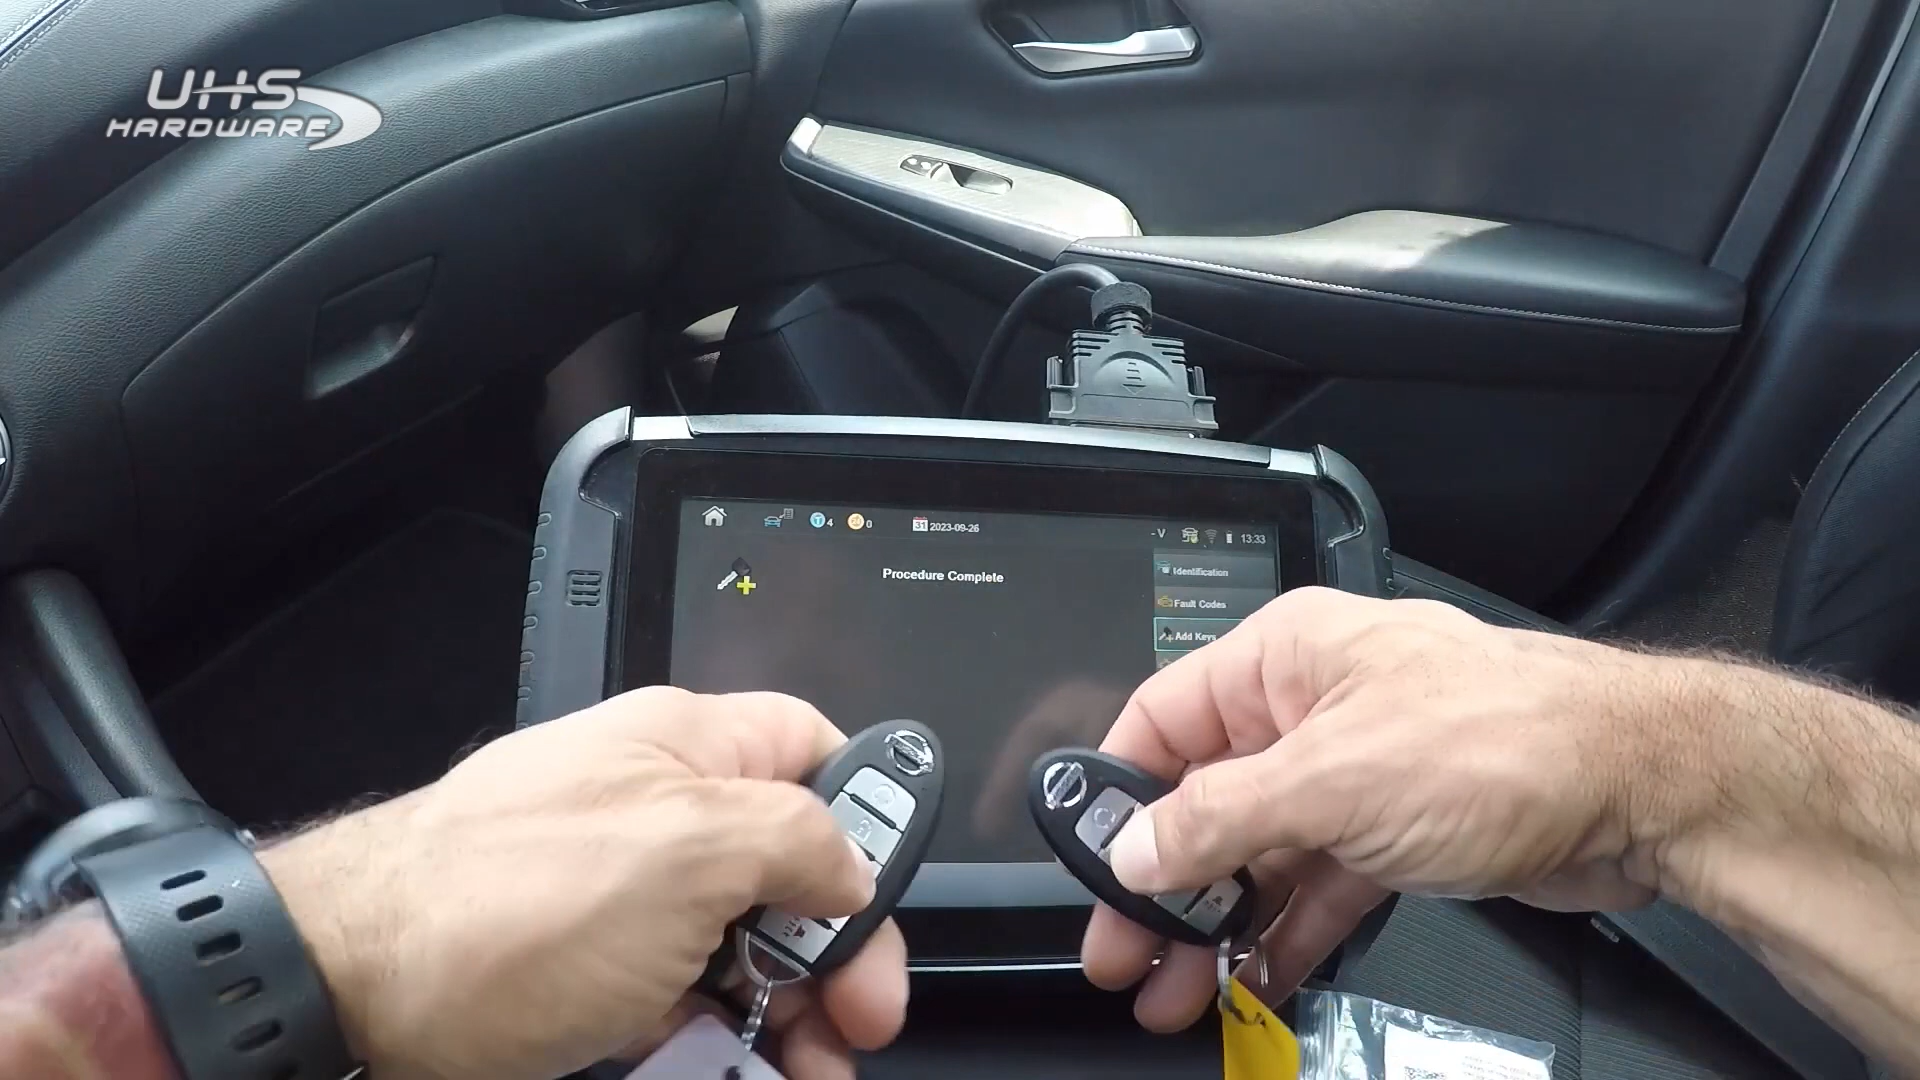 UHS
HARDWARE
4
0
31
2023-09-26
- V
13:33
Procedure Complete
Identification
Fault Codes
Add Keys